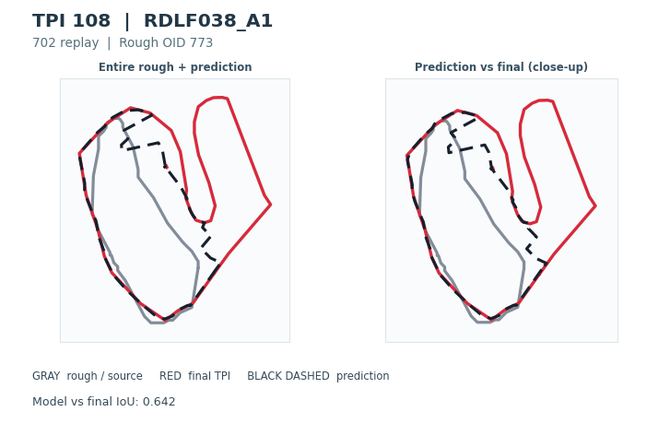 TPI 108 | RDLF038_A1
702 replay | Rough OID 773
Entire rough + prediction
Prediction vs final (close-up)
GRAY rough / source RED final TPI BLACK DASHED prediction
Model vs final IoU: 0.642